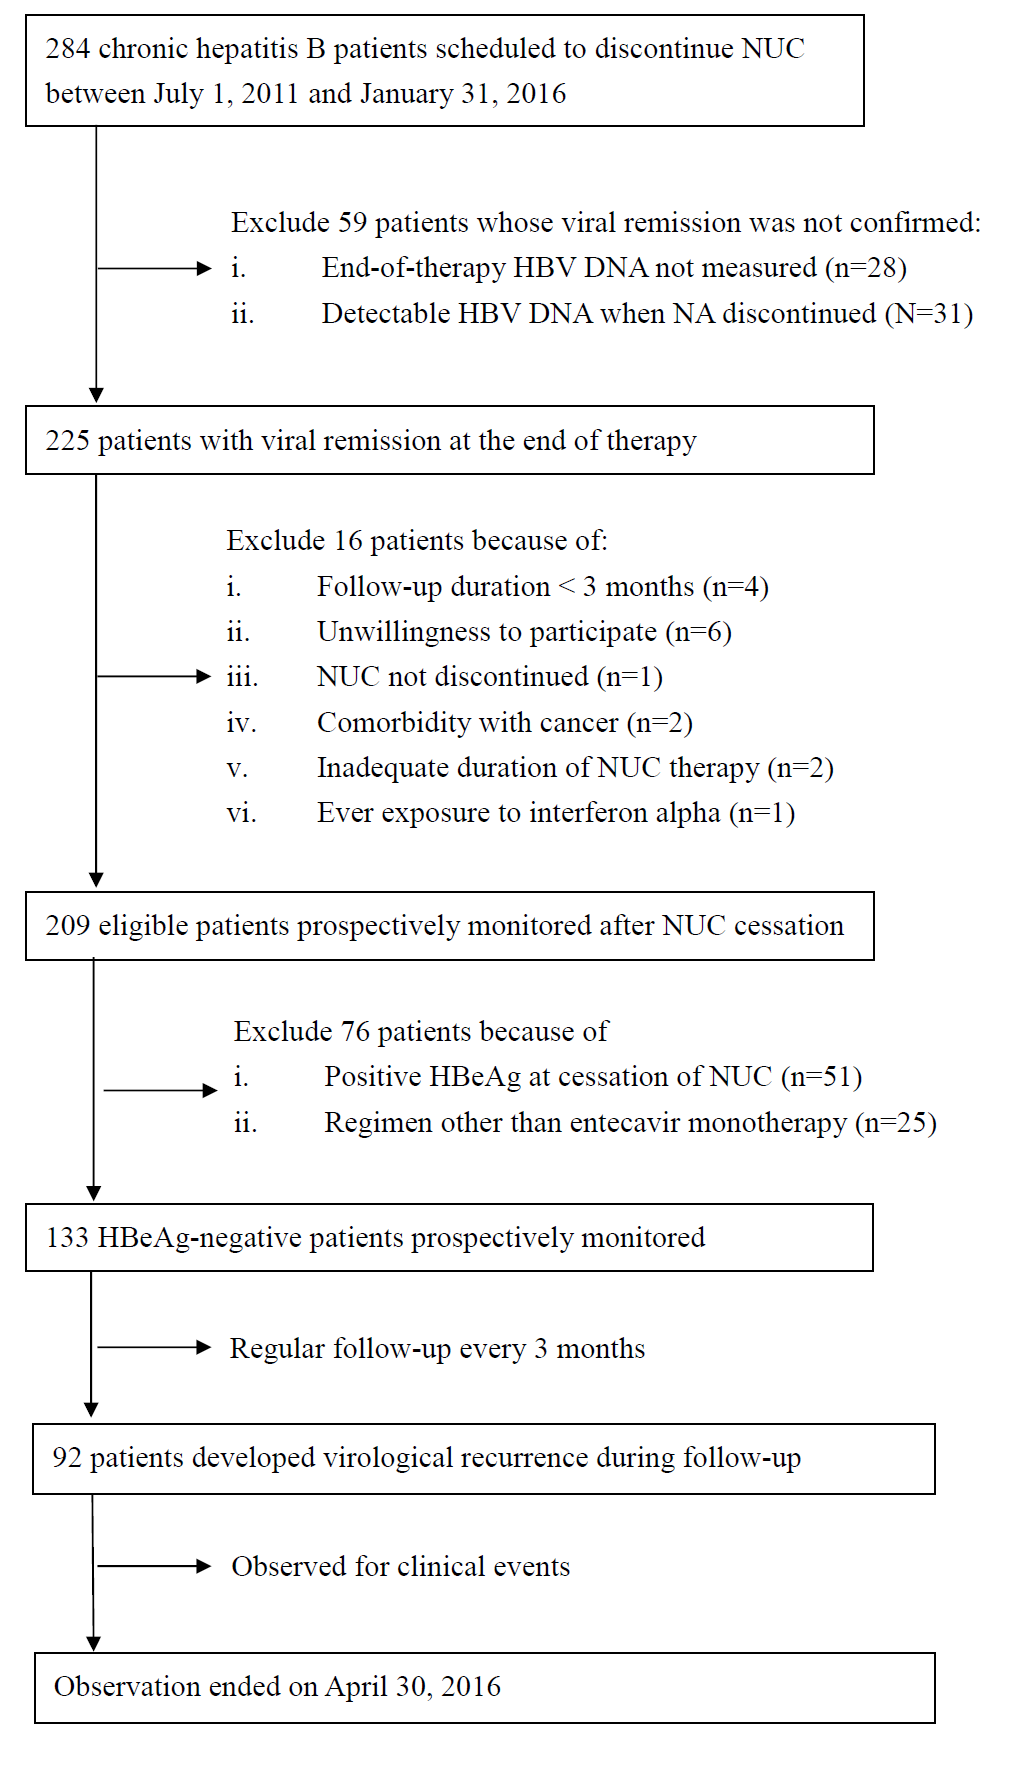 284 chronic hepatitis B patients scheduled to discontinue NUC
between July 1, 2011 and January 31, 2016
Exclude 59 patients whose viral remission was not confirmed:
i. End-of-therapy HBV DNA not measured (n=28)
ii. Detectable HBV DNA when NA discontinued (N=31)
225 patients with viral remission at the end of therapy
Exclude 16 patients because of:
i. Follow-up duration < 3 months (n=4)
ii. Unwillingness to participate (n=6)
iii. NUC not discontinued (n=1)
iv. Comorbidity with cancer (n=2)
v. Inadequate duration of NUC therapy (n=2)
vi. Ever exposure to interferon alpha (n=1)
209 eligible patients prospectively monitored after NUC cessation
Exclude 76 patients because of
i. Positive HBeAg at cessation of NUC (n=51)
ii. Regimen other than entecavir monotherapy (n=25)
133 HBeAg-negative patients prospectively monitored
Regular follow-up every 3 months
92 patients developed virological recurrence during follow-up
Observed for clinical events
Observation ended on April 30, 2016